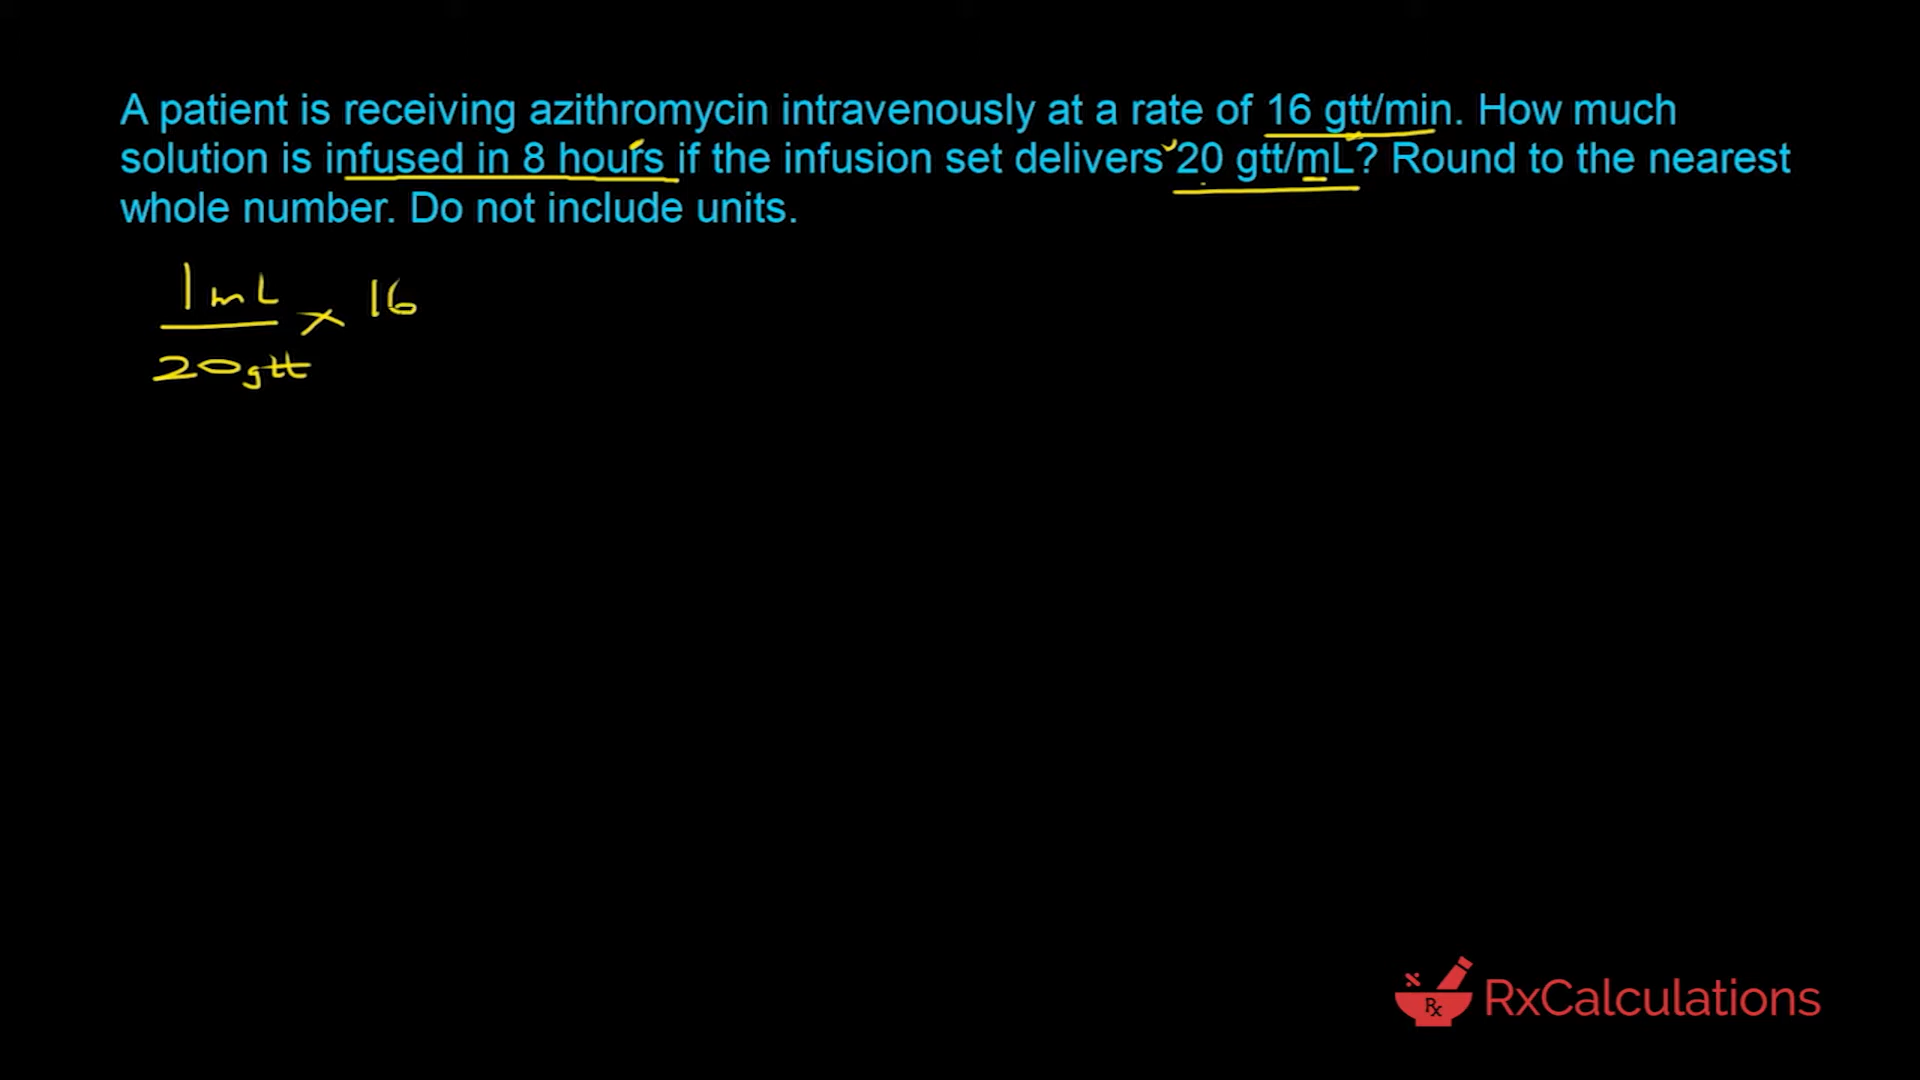 A patient is receiving azithromycin intravenously at a rate of 16 gtt/min. How much
solution is infused in 8 hours if the infusion set delivers 20 gtt/mL? Round to the nearest
whole number. Do not include units.
1 mL × 16
20gtt
Rx RxCalculations